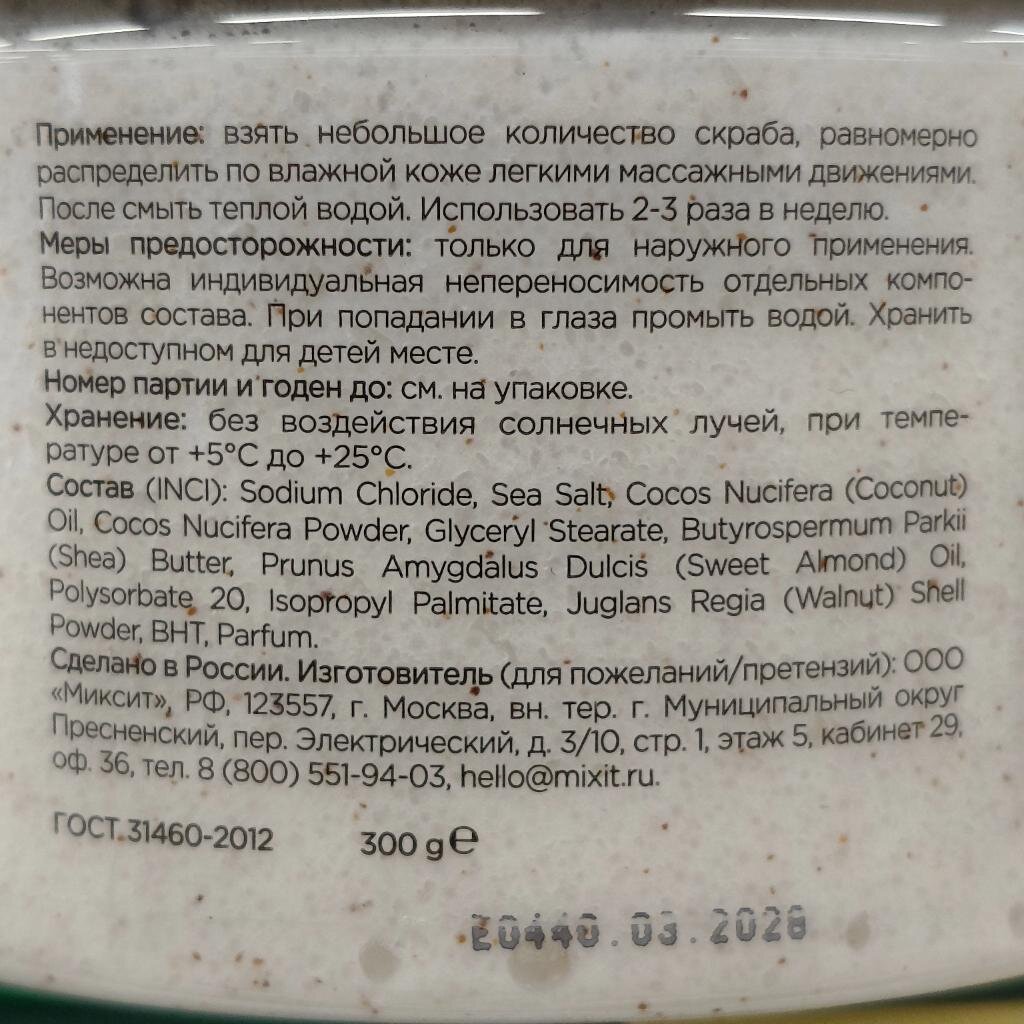 Применение: взять небольшое количество скраба, равномерно
распределить по влажной коже легкими массажными движениями.
После смыть теплой водой. Использовать 2-3 раза в неделю.
Меры предосторожности: только для наружного применения.
Возможна индивидуальная непереносимость отдельных компо-
нентов состава. При попадании в глаза промыть водой. Хранить
в недоступном для детей месте.
Номер партии и годен до: см. на упаковке.
Хранение: без воздействия солнечных лучей, при темпе-
ратуре от +5°C до +25°C.
Состав (INCI): Sodium Chloride, Sea Salt, Cocos Nucifera (Coconut)
Oil, Cocos Nucifera Powder, Glyceryl Stearate, Butyrospermum Parkii
(Shea) Butter, Prunus Amygdalus Dulcis (Sweet Almond) Oil,
Polysorbate 20, Isopropyl Palmitate, Juglans Regia (Walnut) Shell
Powder, BHT, Parfum.
Сделано в России. Изготовитель (для пожеланий/претензий): ООО
«Миксит», РФ, 123557, г. Москва, вн. тер. г. Муниципальный округ
Пресненский, пер. Электрический, д. 3/10, стр. 1, этаж 5, кабинет 29,
оф. 36, тел. 8 (800) 551-94-03, hello@mixit.ru.
ГОСТ 31460-2012 300 g ℮
E0440.03.2028